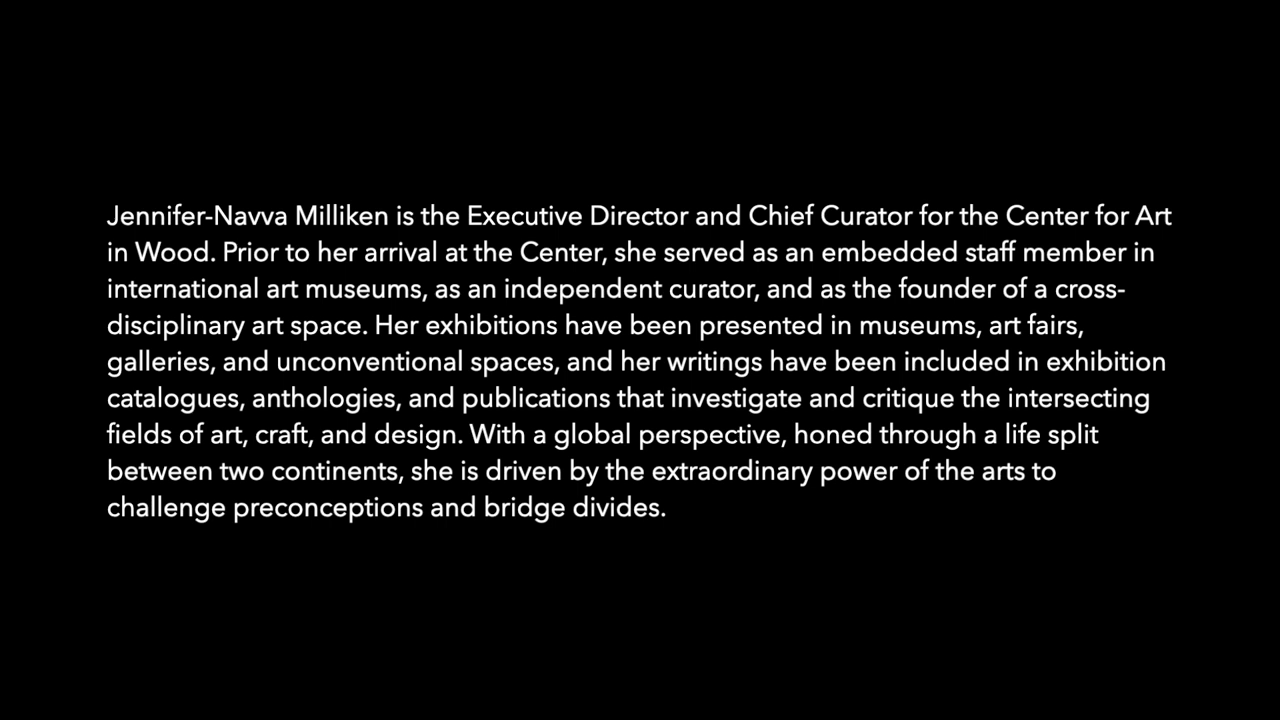 Jennifer-Navva Milliken is the Executive Director and Chief Curator for the Center for Art
in Wood. Prior to her arrival at the Center, she served as an embedded staff member in
international art museums, as an independent curator, and as the founder of a cross-
disciplinary art space. Her exhibitions have been presented in museums, art fairs,
galleries, and unconventional spaces, and her writings have been included in exhibition
catalogues, anthologies, and publications that investigate and critique the intersecting
fields of art, craft, and design. With a global perspective, honed through a life split
between two continents, she is driven by the extraordinary power of the arts to
challenge preconceptions and bridge divides.